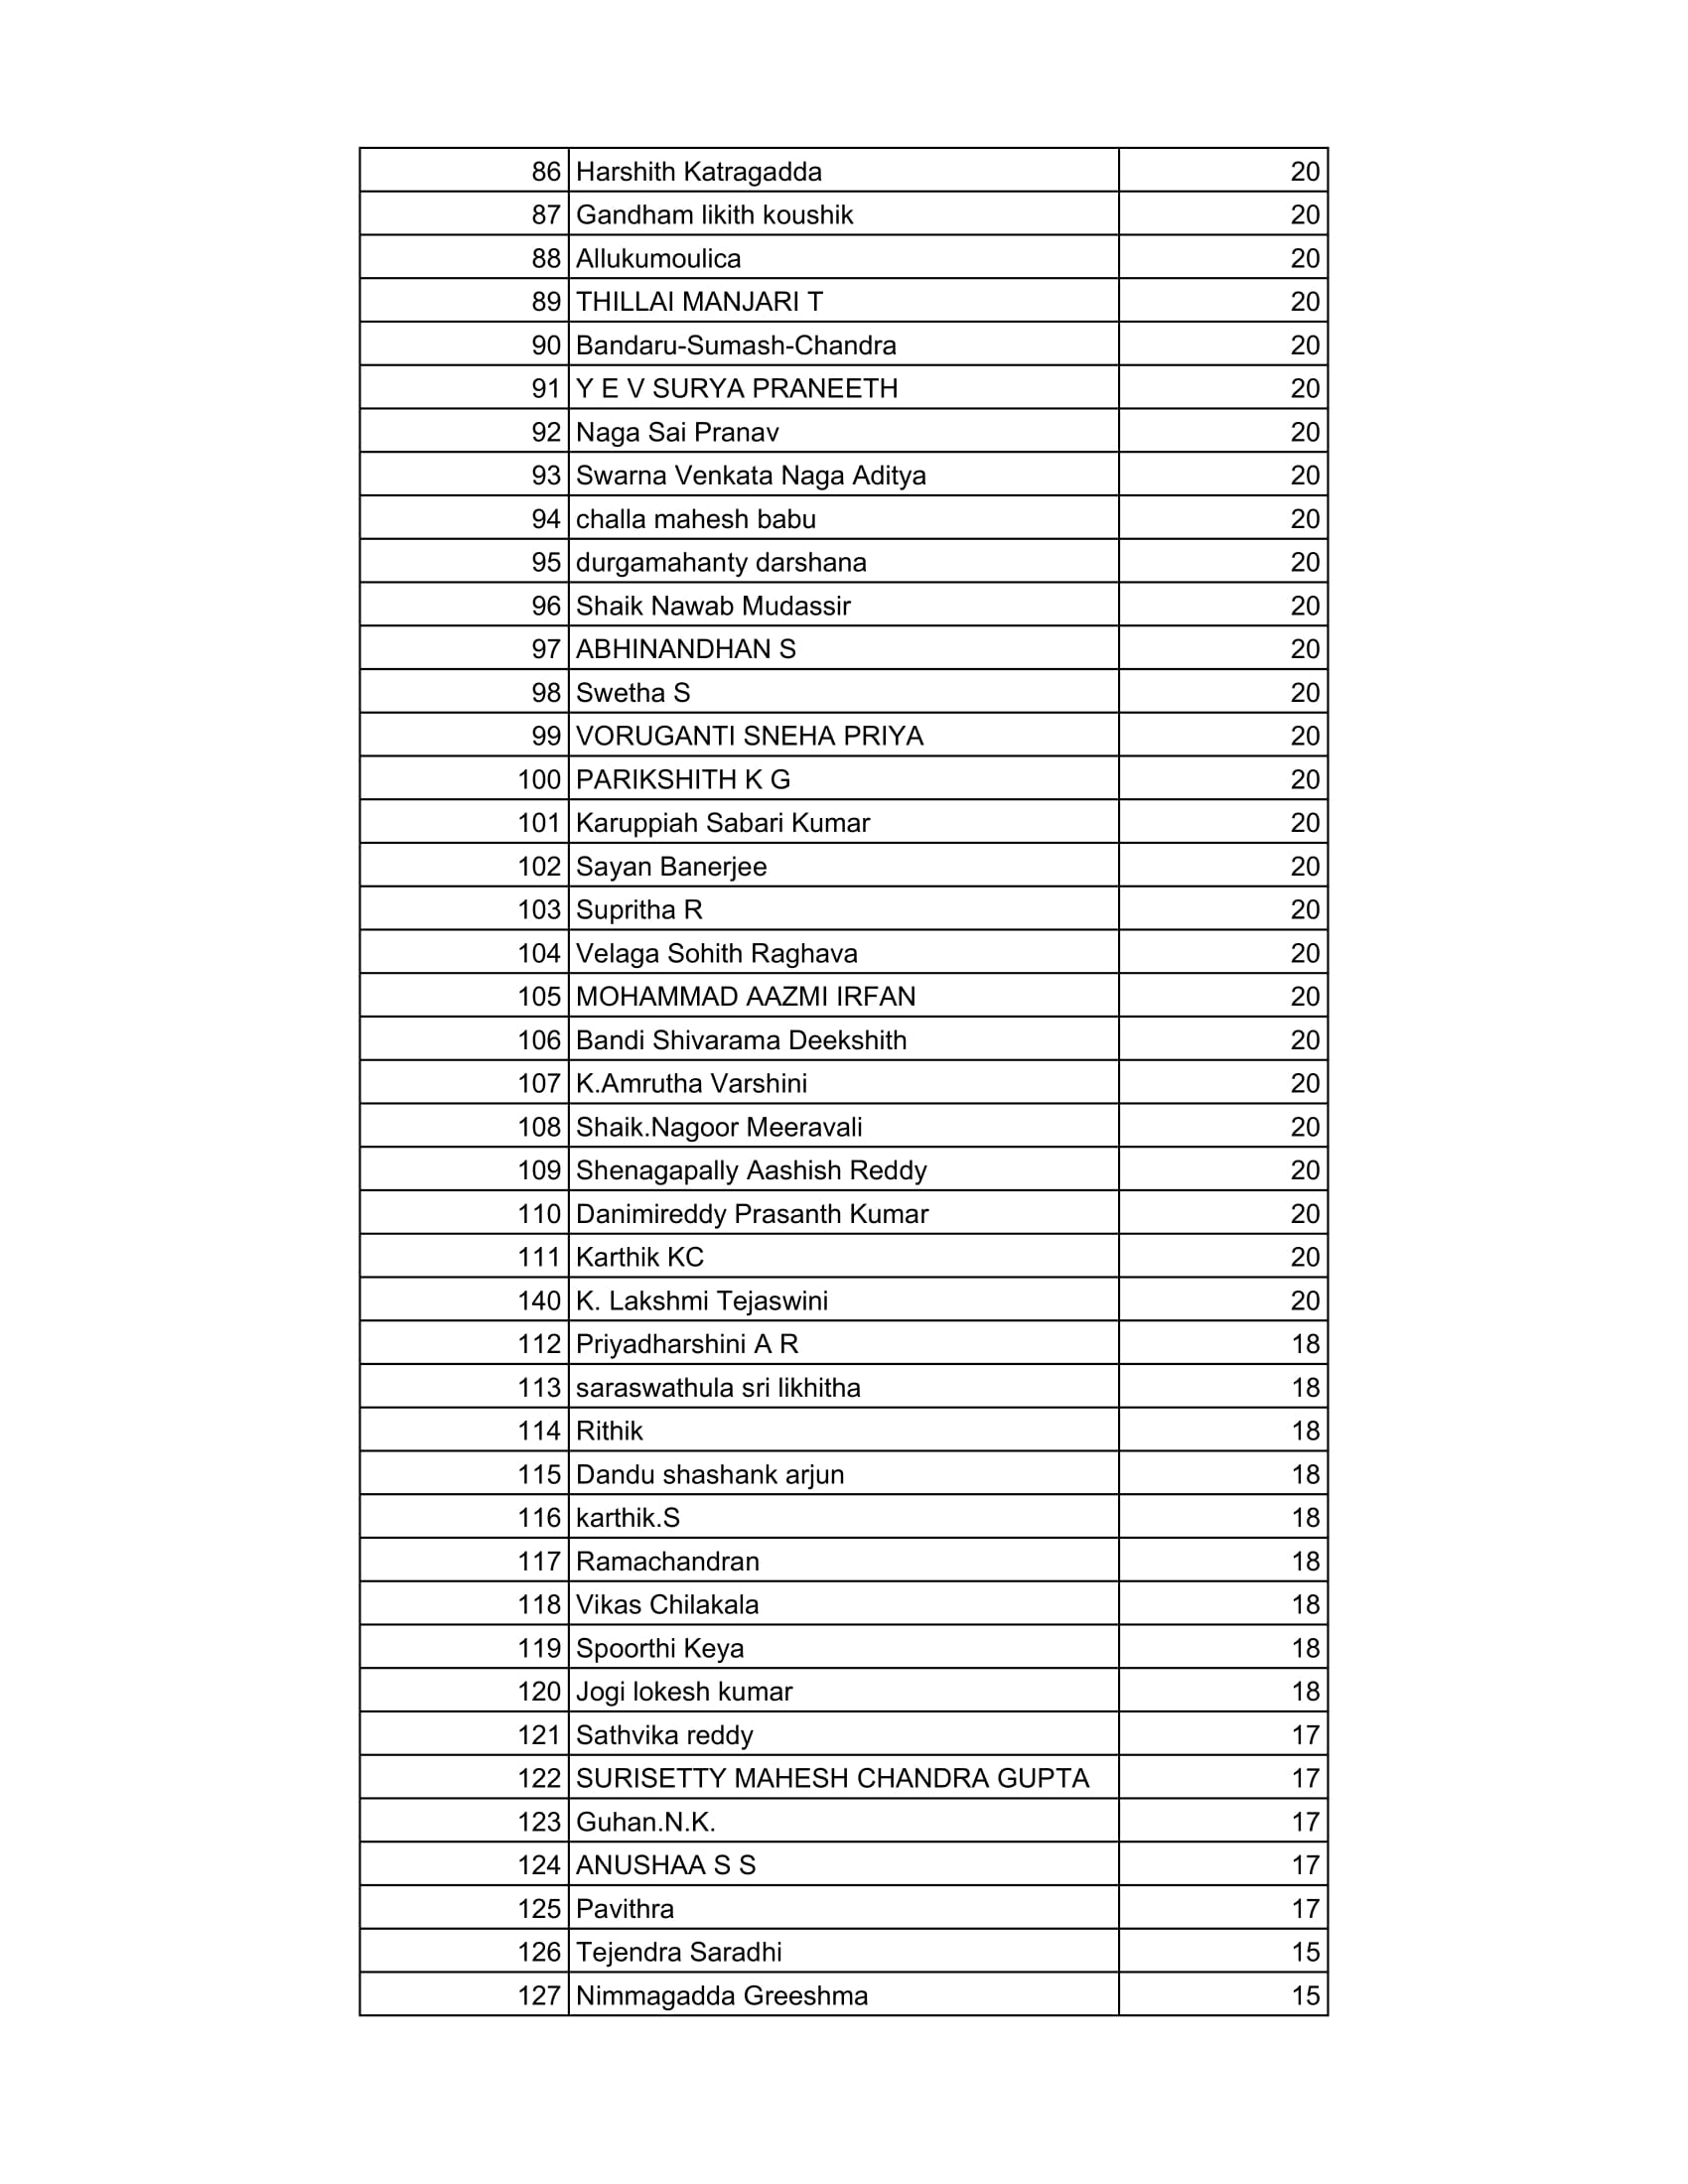 86 Harshith Katragadda 20
87 Gandham likith koushik 20
88 Allukumoulica 20
89 THILLAI MANJARI T 20
90 Bandaru-Sumash-Chandra 20
91 Y E V SURYA PRANEETH 20
92 Naga Sai Pranav 20
93 Swarna Venkata Naga Aditya 20
94 challa mahesh babu 20
95 durgamahanty darshana 20
96 Shaik Nawab Mudassir 20
97 ABHINANDHAN S 20
98 Swetha S 20
99 VORUGANTI SNEHA PRIYA 20
100 PARIKSHITH K G 20
101 Karuppiah Sabari Kumar 20
102 Sayan Banerjee 20
103 Supritha R 20
104 Velaga Sohith Raghava 20
105 MOHAMMAD AAZMI IRFAN 20
106 Bandi Shivarama Deekshith 20
107 K.Amrutha Varshini 20
108 Shaik.Nagoor Meeravali 20
109 Shenagapally Aashish Reddy 20
110 Danimireddy Prasanth Kumar 20
111 Karthik KC 20
140 K. Lakshmi Tejaswini 20
112 Priyadharshini A R 18
113 saraswathula sri likhitha 18
114 Rithik 18
115 Dandu shashank arjun 18
116 karthik.S 18
117 Ramachandran 18
118 Vikas Chilakala 18
119 Spoorthi Keya 18
120 Jogi lokesh kumar 18
121 Sathvika reddy 17
122 SURISETTY MAHESH CHANDRA GUPTA 17
123 Guhan.N.K. 17
124 ANUSHAA S S 17
125 Pavithra 17
126 Tejendra Saradhi 15
127 Nimmagadda Greeshma 15